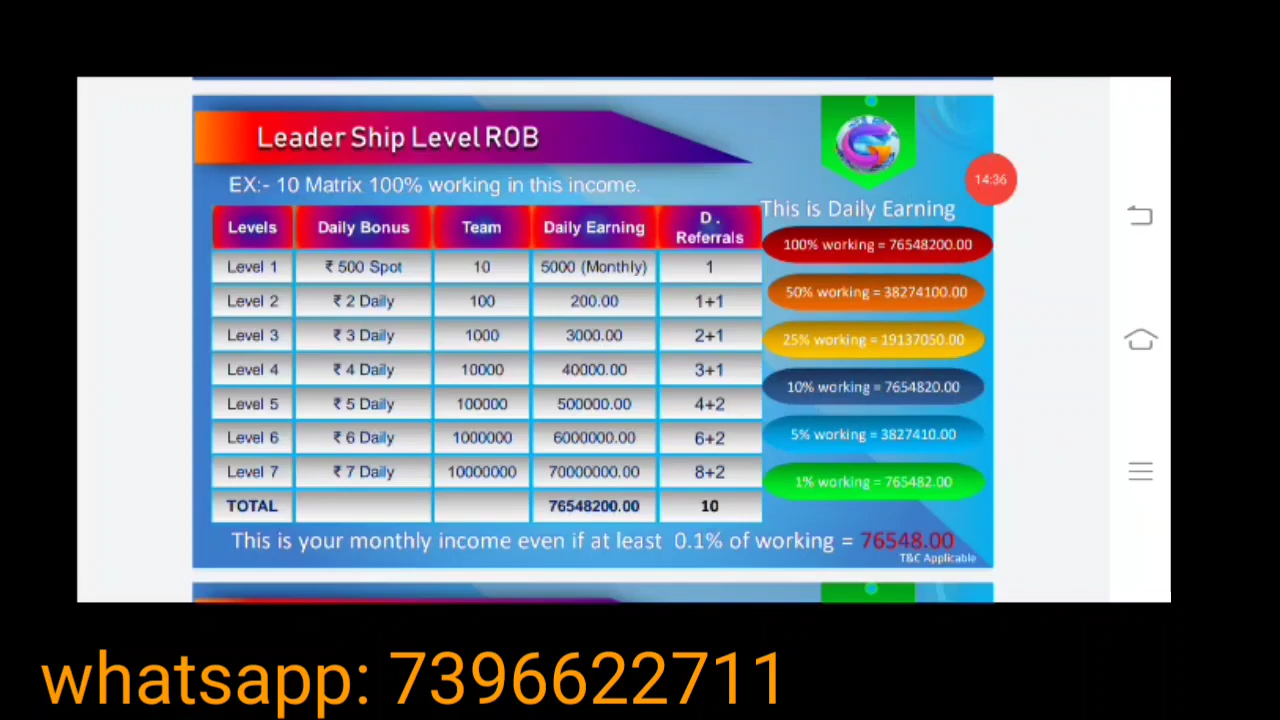 Leader Ship Level ROB
14:36
EX:- 10 Matrix 100% working in this income.
This is Daily Earning
Levels Daily Bonus Team Daily Earning D . Referrals
Level 1 ₹ 500 Spot 10 5000 (Monthly) 1
Level 2 ₹ 2 Daily 100 200.00 1+1
Level 3 ₹ 3 Daily 1000 3000.00 2+1
Level 4 ₹ 4 Daily 10000 40000.00 3+1
Level 5 ₹ 5 Daily 100000 500000.00 4+2
Level 6 ₹ 6 Daily 1000000 6000000.00 6+2
Level 7 ₹ 7 Daily 10000000 70000000.00 8+2
TOTAL 76548200.00 10
100% working = 76548200.00
50% working = 38274100.00
25% working = 19137050.00
10% working = 7654820.00
5% working = 3827410.00
1% working = 765482.00
This is your monthly income even if at least 0.1% of working = 76548.00
T&C Applicable
whatsapp: 7396622711